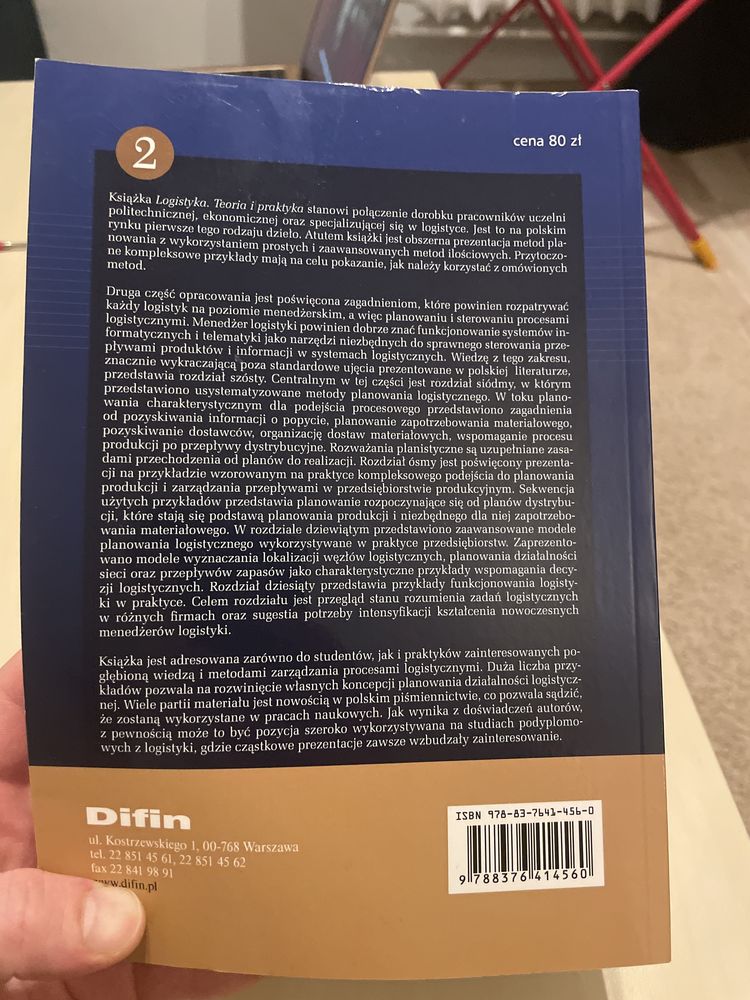 2
cena 80 zł
Książka Logistyka. Teoria i praktyka stanowi połączenie dorobku pracowników uczelni
politechnicznej, ekonomicznej oraz specjalizującej się w logistyce. Jest to na polskim
rynku pierwsze tego rodzaju dzieło. Atutem książki jest obszerna prezentacja metod pla-
nowania z wykorzystaniem prostych i zaawansowanych metod ilościowych. Przytoczo-
ne kompleksowe przykłady mają na celu pokazanie, jak należy korzystać z omówionych
metod.
Druga część opracowania jest poświęcona zagadnieniom, które powinien rozpatrywać
każdy logistyk na poziomie menedżerskim, a więc planowaniu i sterowaniu procesami
logistycznymi. Menedżer logistyki powinien dobrze znać funkcjonowanie systemów in-
formatycznych i telematyki jako narzędzi niezbędnych do sprawnego sterowania prze-
pływami produktów i informacji w systemach logistycznych. Wiedzę z tego zakresu,
znacznie wykraczającą poza standardowe ujęcia prezentowane w polskiej literaturze,
przedstawia rozdział szósty. Centralnym w tej części jest rozdział siódmy, w którym
przedstawiono usystematyzowane metody planowania logistycznego. W toku plano-
wania charakterystycznym dla podejścia procesowego przedstawiono zagadnienia
od pozyskiwania informacji o popycie, planowanie zapotrzebowania materiałowego,
pozyskiwanie dostawców, organizację dostaw materiałowych, wspomaganie procesu
produkcji po przepływy dystrybucyjne. Rozważania planistyczne są uzupełniane zasa-
dami przechodzenia od planów do realizacji. Rozdział ósmy jest poświęcony prezenta-
cji na przykładzie wzorowanym na praktyce kompleksowego podejścia do planowania
produkcji i zarządzania przepływami w przedsiębiorstwie produkcyjnym. Sekwencja
użytych przykładów przedstawia planowanie rozpoczynające się od planów dystrybu-
cji, które stają się podstawą planowania produkcji i niezbędnego dla niej zapotrzebo-
wania materiałowego. W rozdziale dziewiątym przedstawiono zaawansowane modele
planowania logistycznego wykorzystywane w praktyce przedsiębiorstw. Zaprezento-
wano modele wyznaczania lokalizacji węzłów logistycznych, planowania działalności
sieci oraz przepływów zapasów jako charakterystyczne przykłady wspomagania decy-
zji logistycznych. Rozdział dziesiąty przedstawia przykłady funkcjonowania logisty-
ki w praktyce. Celem rozdziału jest przegląd stanu rozumienia zadań logistycznych
w różnych firmach oraz sugestia potrzeby intensyfikacji kształcenia nowoczesnych
menedżerów logistyki.
Książka jest adresowana zarówno do studentów, jak i praktyków zainteresowanych po-
głębioną wiedzą i metodami zarządzania procesami logistycznymi. Duża liczba przy-
kładów pozwala na rozwinięcie własnych koncepcji planowania działalności logistycz-
nej. Wiele partii materiału jest nowością w polskim piśmiennictwie, co pozwala sądzić,
że zostaną wykorzystane w pracach naukowych. Jak wynika z doświadczeń autorów,
z pewnością może to być pozycja szeroko wykorzystywana na studiach podyplomo-
wych z logistyki, gdzie cząstkowe prezentacje zawsze wzbudzały zainteresowanie.
Difin
ul. Kostrzewskiego 1, 00-768 Warszawa
tel. 22 851 45 61, 22 851 45 62
fax 22 841 98 91
www.difin.pl
ISBN 978-83-7641-456-0
9 788376 414560